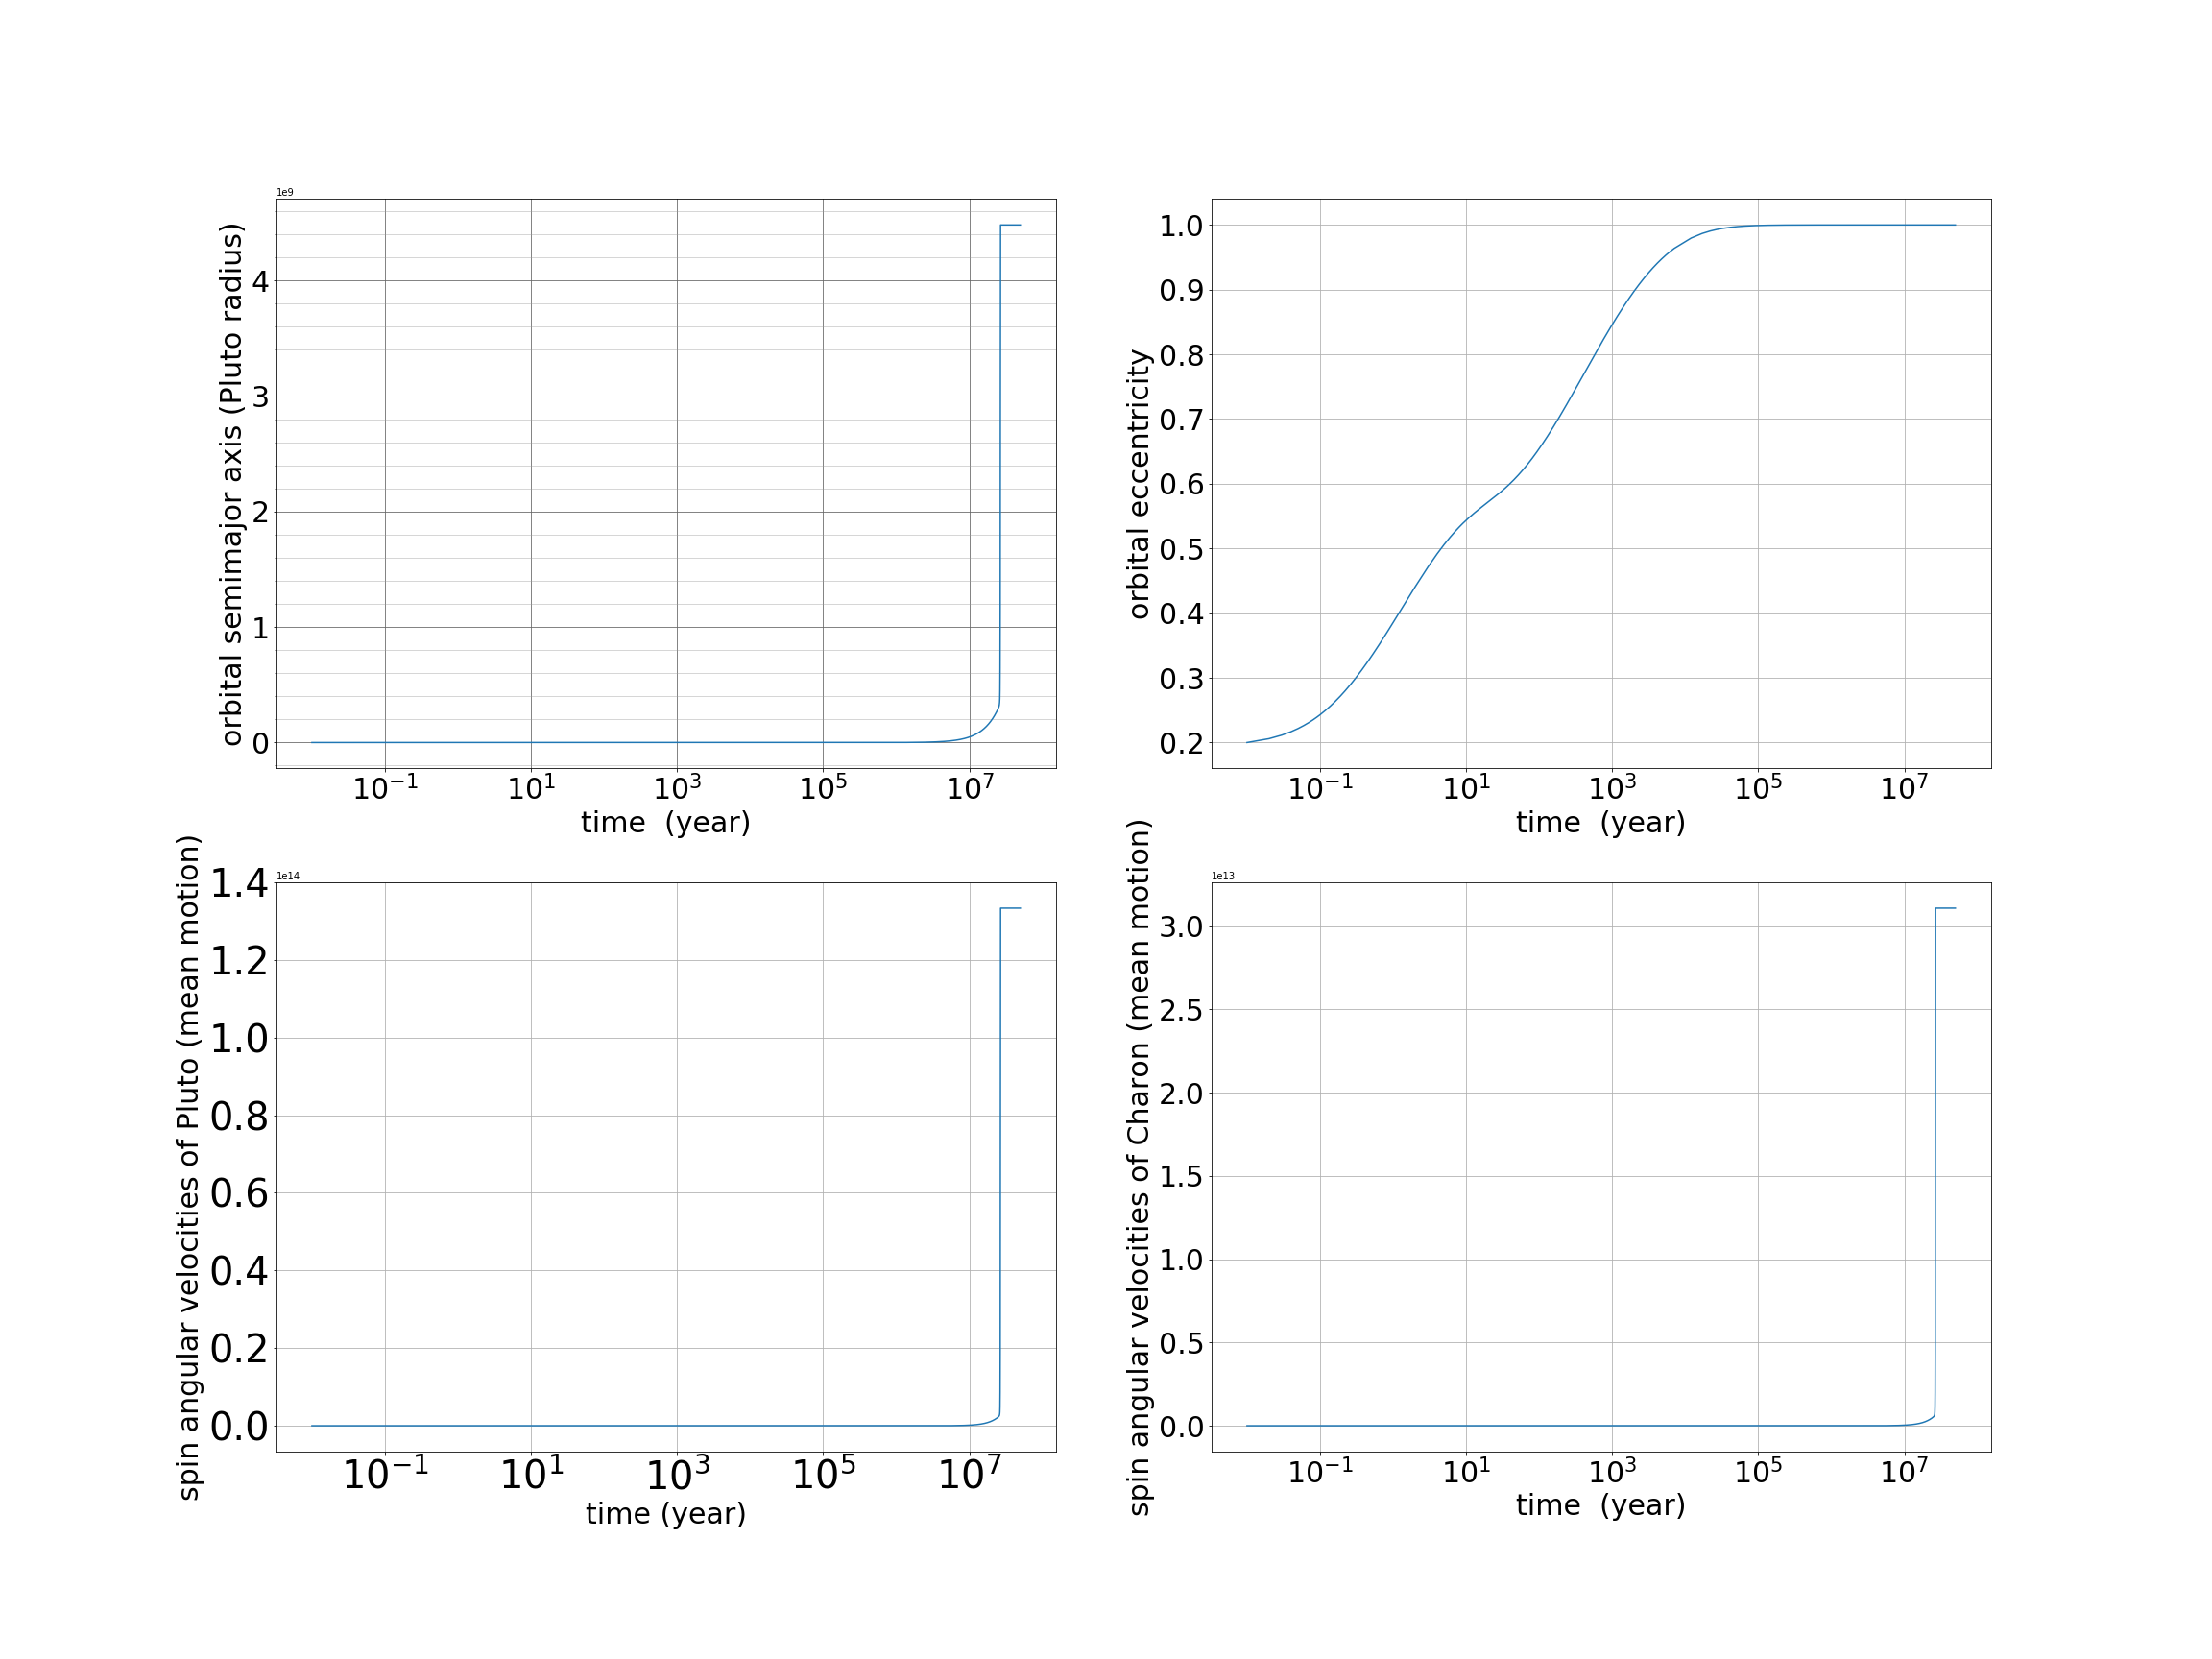 1e9
orbital semimajor axis (Pluto radius)
4
3
2
1
0
10⁻¹ 10¹ 10³ 10⁵ 10⁷
time (year)
orbital eccentricity
1.0
0.9
0.8
0.7
0.6
0.5
0.4
0.3
0.2
10⁻¹ 10¹ 10³ 10⁵ 10⁷
time (year)
1e14
spin angular velocities of Pluto (mean motion)
1.4
1.2
1.0
0.8
0.6
0.4
0.2
0.0
10⁻¹ 10¹ 10³ 10⁵ 10⁷
time (year)
1e13
spin angular velocities of Charon (mean motion)
3.0
2.5
2.0
1.5
1.0
0.5
0.0
10⁻¹ 10¹ 10³ 10⁵ 10⁷
time (year)